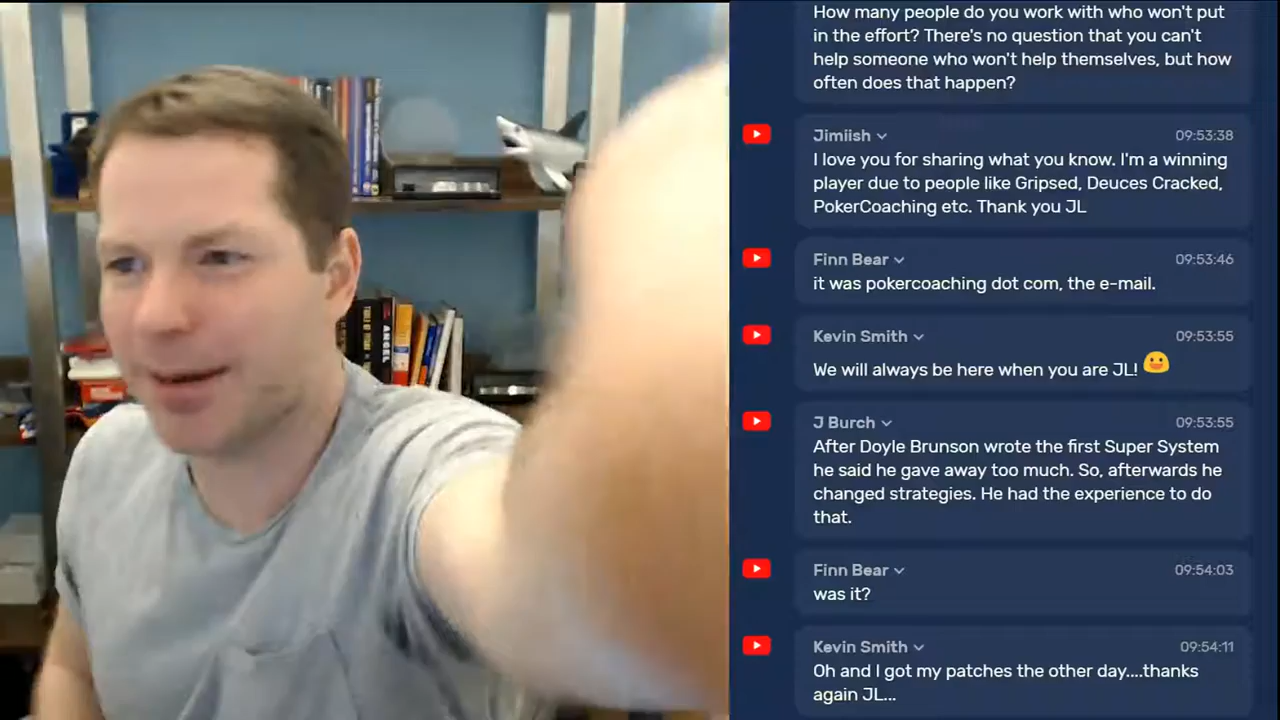 How many people do you work with who won't put
in the effort? There's no question that you can't
help someone who won't help themselves, but how
often does that happen?
Jimiish 09:53:38
I love you for sharing what you know. I'm a winning
player due to people like Gripsed, Deuces Cracked,
PokerCoaching etc. Thank you JL
Finn Bear 09:53:46
it was pokercoaching dot com, the e-mail.
Kevin Smith 09:53:55
We will always be here when you are JL!
J Burch 09:53:55
After Doyle Brunson wrote the first Super System
he said he gave away too much. So, afterwards he
changed strategies. He had the experience to do
that.
Finn Bear 09:54:03
was it?
Kevin Smith 09:54:11
Oh and I got my patches the other day....thanks
again JL...
ANGEL